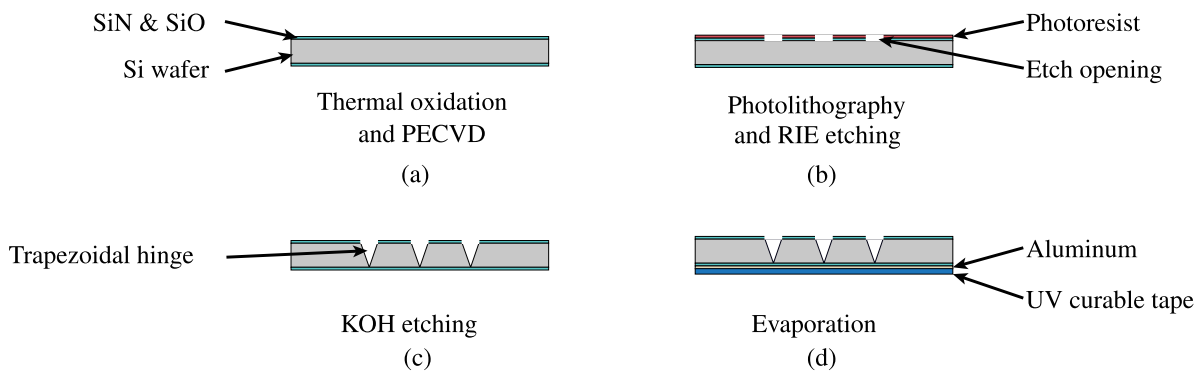 SiN & SiO
Si wafer
Thermal oxidation
and PECVD
(a)
Photoresist
Etch opening
Photolithography
and RIE etching
(b)
Trapezoidal hinge
KOH etching
(c)
Aluminum
UV curable tape
Evaporation
(d)